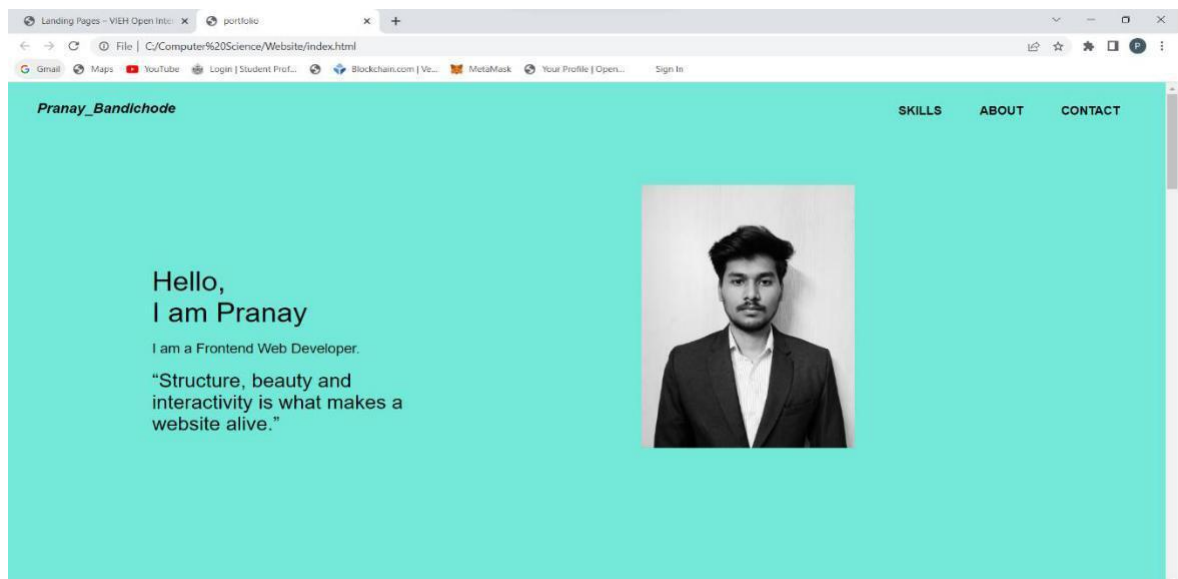 Landing Pages – VIEH Open Inte
portfolio
File | C:/Computer%20Science/Website/index.html
Gmail
Maps
YouTube
Login | Student Prof...
Blockchain.com | Ve...
MetaMask
Your Profile | Open...
Sign In
P
Pranay_Bandichode
SKILLS
ABOUT
CONTACT
Hello,
I am Pranay
I am a Frontend Web Developer.
“Structure, beauty and
interactivity is what makes a
website alive.”